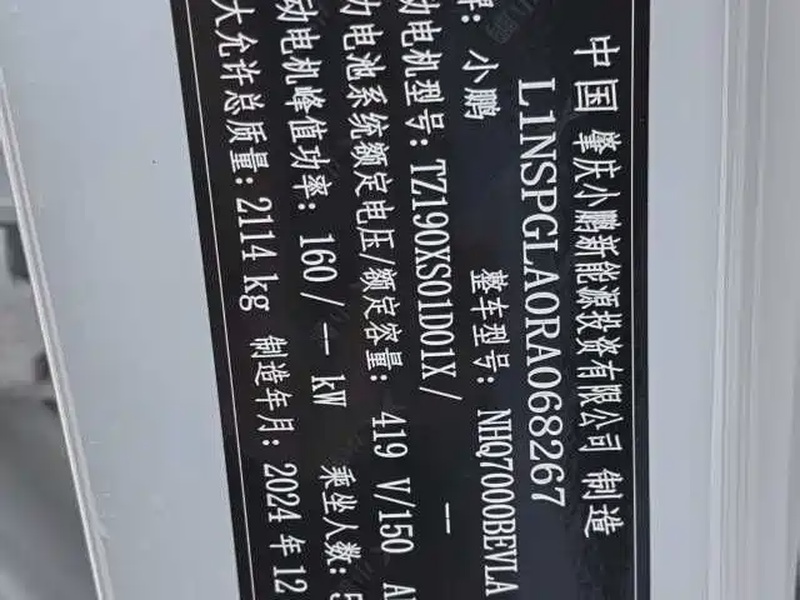 中国 肇庆小鹏新能源投资有限公司 制造
L1NSPGLA0RA068267
牌: 小鹏 整车型号: NHQ7000BEVLA
动电机型号: TZ190XS01D01X/ —
力电池系统额定电压/额定容量: 419 V/150 A
动电机峰值功率: 160/— kW 乘坐人数: 5
大允许总质量: 2114 kg 制造年月: 2024 年 12